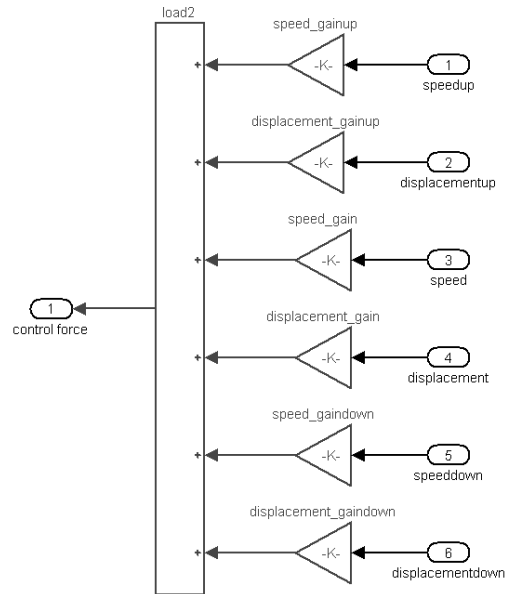 load2
speed_gainup
+
-K-
1
speedup
displacement_gainup
+
-K-
2
displacementup
speed_gain
+
-K-
3
speed
1
control force
displacement_gain
+
-K-
4
displacement
speed_gaindown
+
-K-
5
speeddown
displacement_gaindown
+
-K-
6
displacementdown